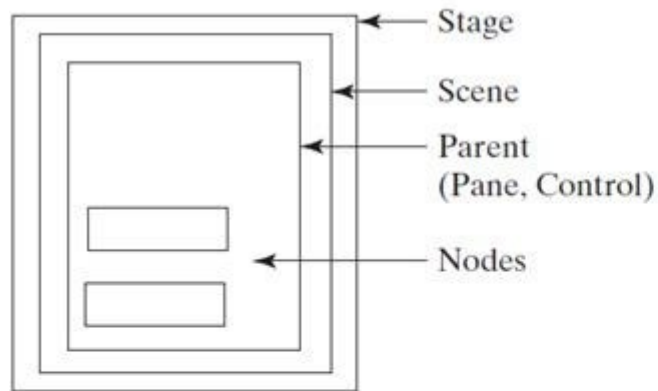 Stage
Scene
Parent
(Pane, Control)
Nodes